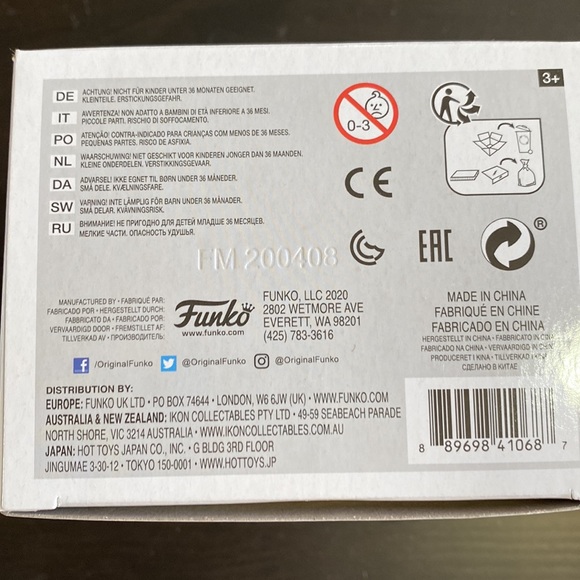 3+
DE ACHTUNG! NICHT FÜR KINDER UNTER 36 MONATEN GEEIGNET.
KLEINTEILE. ERSTICKUNGSGEFAHR.
IT AVVERTENZA! NON ADATTO A BAMBINI DI ETÀ INFERIORE A 36 MESI.
PICCOLE PARTI. RISCHIO DI SOFFOCAMENTO.
PO ATENÇÃO! CONTRA-INDICADO PARA CRIANÇAS COM MENOS DE 36 MESES.
PEQUENAS PARTES. RISCO DE ASFIXIA.
NL WAARSCHUWING! NIET GESCHIKT VOOR KINDEREN JONGER DAN 36 MAANDEN.
KLEINE ONDERDELEN. VERSTIKKINGSGEVAAR.
DA ADVARSEL! IKKE EGNET TIL BØRN UNDER 36 MÅNEDER.
SMÅ DELE. KVÆLNINGSFARE.
SW VARNING! INTE LÄMPLIG FÖR BARN UNDER 36 MÅNADER.
SMÅ DELAR. KVÄVNINGSRISK.
RU ВНИМАНИЕ! НЕ ПРИГОДНО ДЛЯ ДЕТЕЙ МЛАДШЕ 36 МЕСЯЦЕВ.
МЕЛКИЕ ЧАСТИ. ОПАСНОСТЬ УДУШЬЯ.
0-3
CE
FM 200408
EAC
®
MANUFACTURED BY • FABRIQUÉ PAR:
FABRICADO POR • HERGESTELLT DURCH:
FABBRICATO DA • FABRICADO POR:
VERVAARDIGD DOOR • FREMSTILLET AF:
TILLVERKAD AV • ПРОИЗВОДИТЕЛЬ:
Funko
www.funko.com
FUNKO, LLC 2020
2802 WETMORE AVE
EVERETT, WA 98201
(425) 783-3616
MADE IN CHINA
FABRIQUÉ EN CHINE
FABRICADO EN CHINA
HERGESTELLT IN CHINA • FABBRICATO IN CINA
FABRICADO NA CHINA • VERVAARDIGD IN CHINA
PRODUCERET I KINA • TILLVERKAD I KINA
СДЕЛАНО В КИТАЕ
/OriginalFunko @OriginalFunko @OriginalFunko
DISTRIBUTION BY:
EUROPE: FUNKO UK LTD • PO BOX 74644 • LONDON, W6 6JW (UK) • WWW.FUNKO.COM
AUSTRALIA & NEW ZEALAND: IKON COLLECTABLES PTY LTD • 49-59 SEABEACH PARADE
NORTH SHORE, VIC 3214 AUSTRALIA • WWW.IKONCOLLECTABLES.COM.AU
JAPAN: HOT TOYS JAPAN CO., INC. • G BLDG 3RD FLOOR
JINGUMAE 3-30-12 • TOKYO 150-0001 • WWW.HOTTOYS.JP
8 89698 41068 7